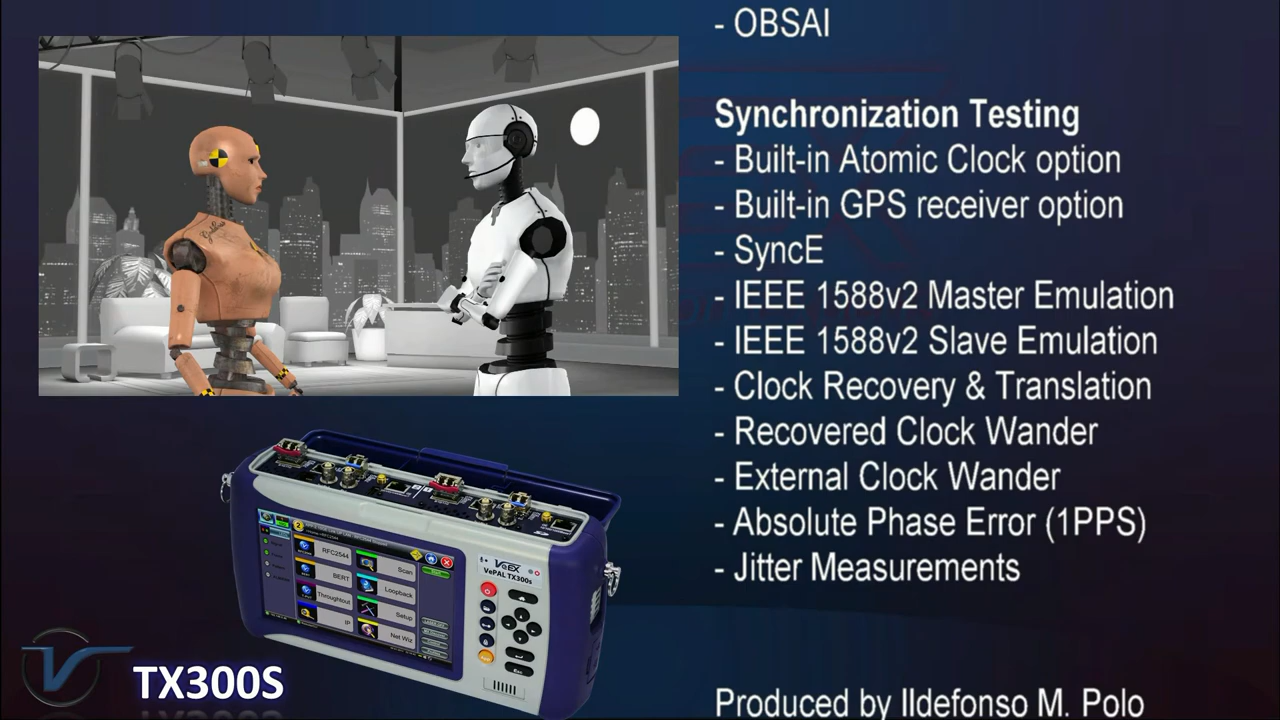 - OBSAI
Synchronization Testing
- Built-in Atomic Clock option
- Built-in GPS receiver option
- SyncE
- IEEE 1588v2 Master Emulation
- IEEE 1588v2 Slave Emulation
- Clock Recovery & Translation
- Recovered Clock Wander
- External Clock Wander
- Absolute Phase Error (1PPS)
- Jitter Measurements
Produced by Ildefonso M. Polo
VeEX
VePAL TX300s
RFC2544
Scan
BERT
Loopback
Throughput
Setup
IP
Net Wiz
TX300S